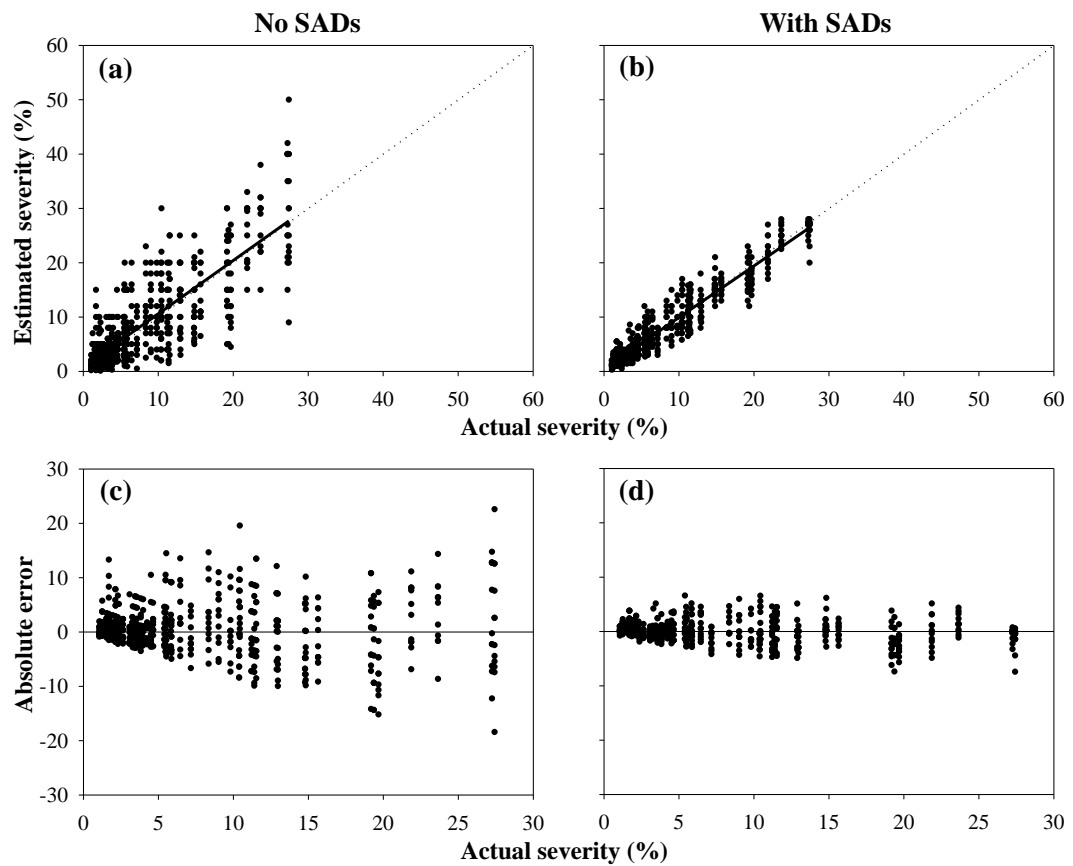 No SADs
With SADs
60
50
40
30
20
10
0
Estimated severity (%)
(a)
(b)
0 10 20 30 40 50 60
0 10 20 30 40 50 60
Actual severity (%)
30
20
10
0
-10
-20
-30
Absolute error
(c)
(d)
0 5 10 15 20 25 30
0 5 10 15 20 25 30
Actual severity (%)